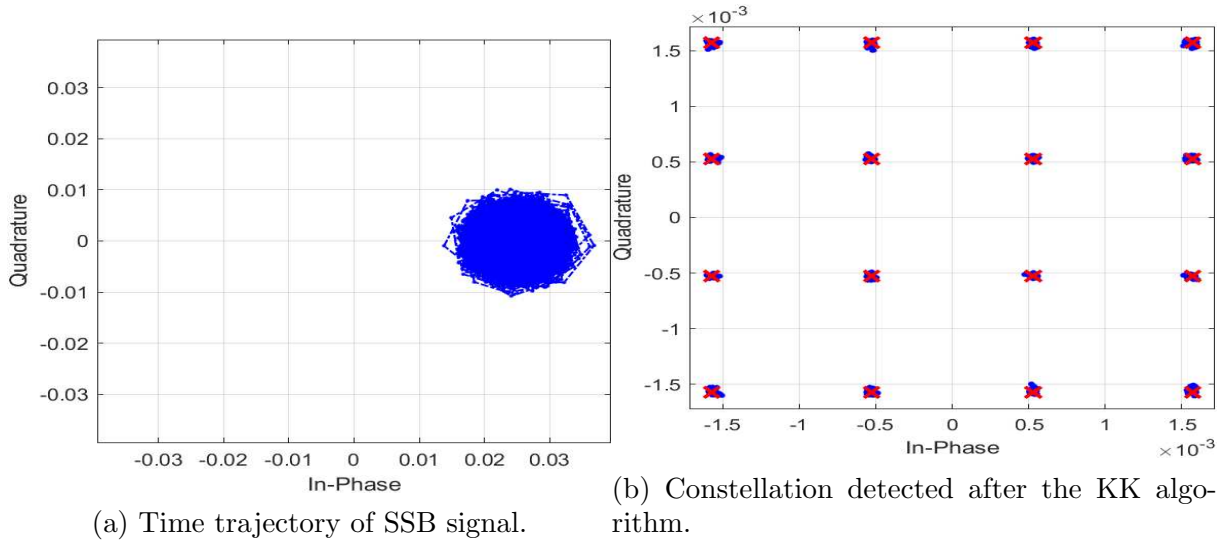 0.03
0.02
0.01
0
-0.01
-0.02
-0.03
Quadrature
-0.03 -0.02 -0.01 0 0.01 0.02 0.03
In-Phase
(a) Time trajectory of SSB signal.
×10⁻³
1.5
1
0.5
0
-0.5
-1
-1.5
Quadrature
-1.5 -1 -0.5 0 0.5 1 1.5
In-Phase ×10⁻³
(b) Constellation detected after the KK algo-
rithm.